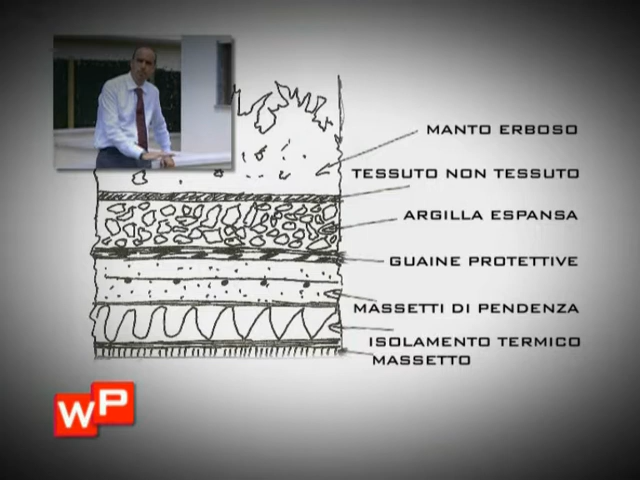 MANTO ERBOSO
TESSUTO NON TESSUTO
ARGILLA ESPANSA
GUAINE PROTETTIVE
MASSETTI DI PENDENZA
ISOLAMENTO TERMICO
MASSETTO
WP